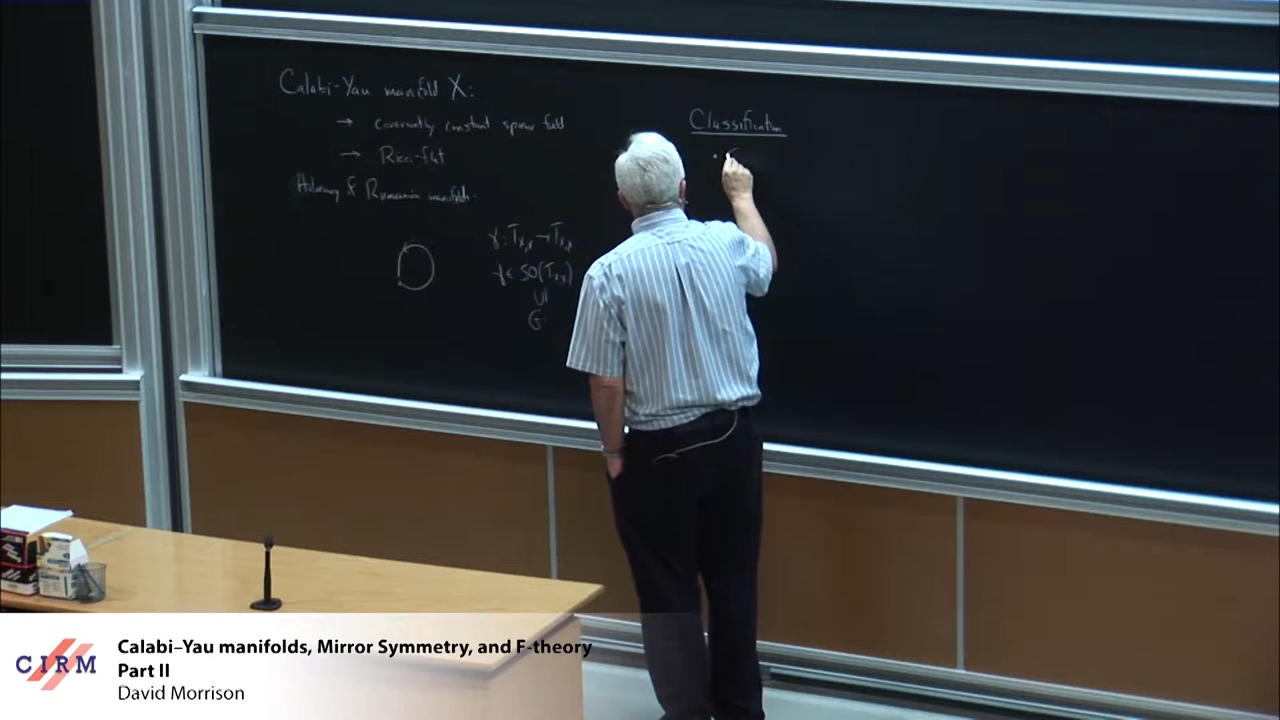 Calabi-Yau manifold X:
→ covariantly constant spinor field
→ Ricci-flat
Holonomy of Riemannian manifolds.
γ: T_{X,x} → T_{X,x}
γ ∈ SO(T_{X,x})
∪|
G
Classification
CIRM
Calabi–Yau manifolds, Mirror Symmetry, and F-theory
Part II
David Morrison